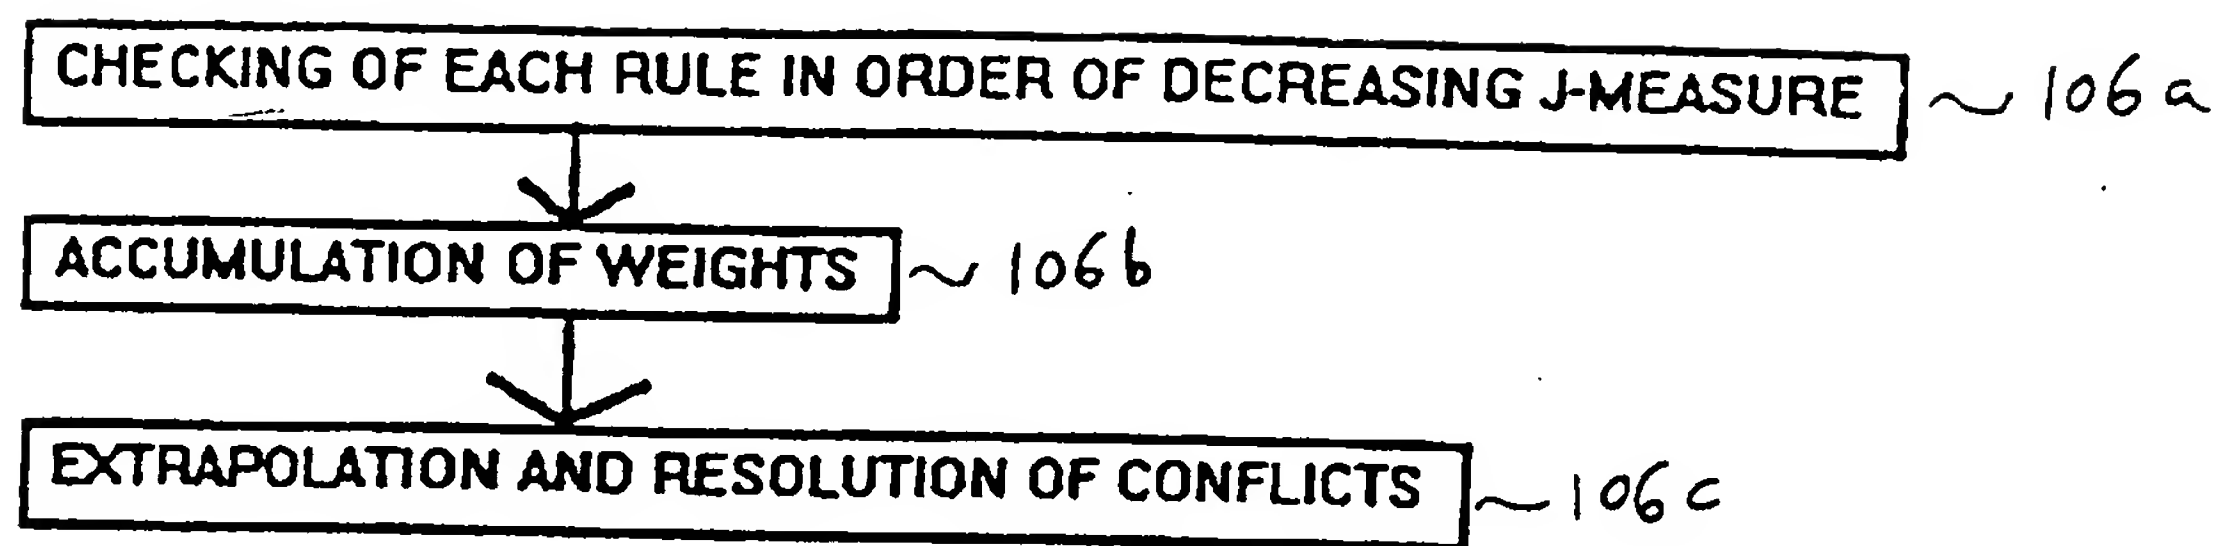 CHECKING OF EACH RULE IN ORDER OF DECREASING J-MEASURE ~ 106a
ACCUMULATION OF WEIGHTS ~ 106b
EXTRAPOLATION AND RESOLUTION OF CONFLICTS ~ 106c